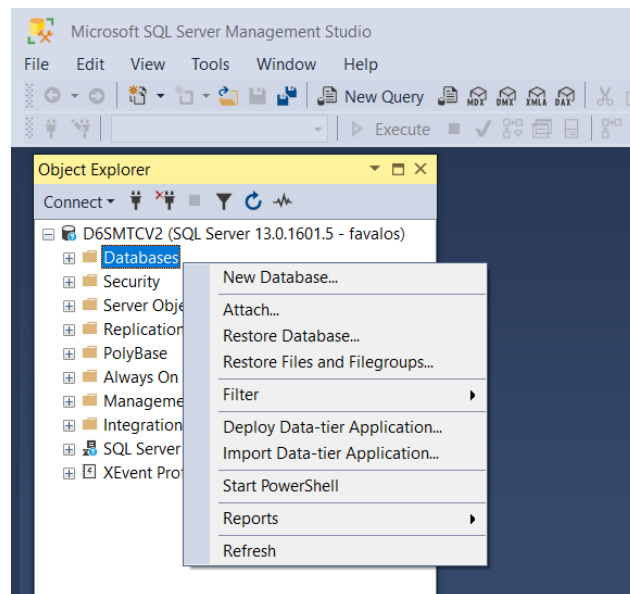 Microsoft SQL Server Management Studio
File Edit View Tools Window Help
New Query MDX DMX XMLA DAX
Execute
Object Explorer
Connect
D6SMTCV2 (SQL Server 13.0.1601.5 - favalos)
Databases
New Database...
Security
Attach...
Server Obje
Restore Database...
Replication
Restore Files and Filegroups...
PolyBase
Always On
Filter
Manageme
Integration
Deploy Data-tier Application...
SQL Server
Import Data-tier Application...
XEvent Prof
Start PowerShell
Reports
Refresh